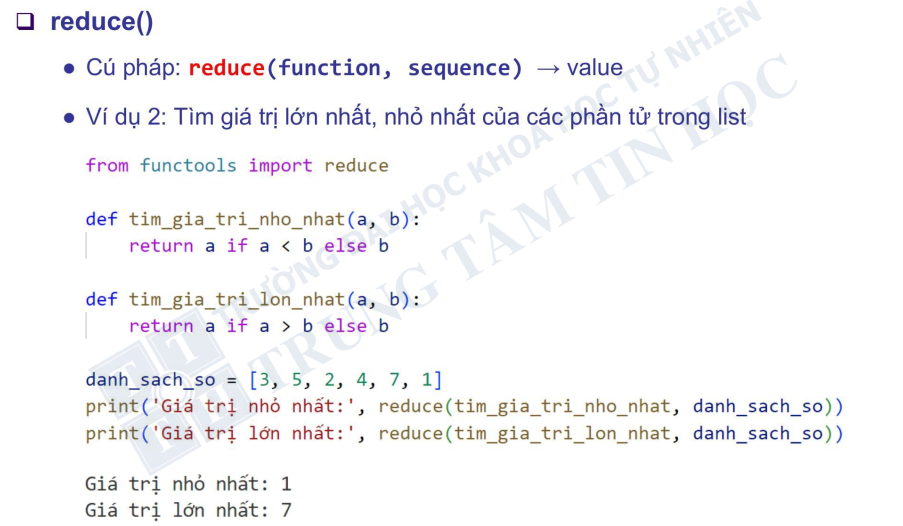 reduce()
Cú pháp: reduce(function, sequence) → value
Ví dụ 2: Tìm giá trị lớn nhất, nhỏ nhất của các phần tử trong list
from functools import reduce
def tim_gia_tri_nho_nhat(a, b):
    return a if a < b else b
def tim_gia_tri_lon_nhat(a, b):
    return a if a > b else b
danh_sach_so = [3, 5, 2, 4, 7, 1]
print('Giá trị nhỏ nhất:', reduce(tim_gia_tri_nho_nhat, danh_sach_so))
print('Giá trị lớn nhất:', reduce(tim_gia_tri_lon_nhat, danh_sach_so))
Giá trị nhỏ nhất: 1
Giá trị lớn nhất: 7
TRƯỜNG ĐẠI HỌC KHOA HỌC TỰ NHIÊN
TRUNG TÂM TIN HỌC